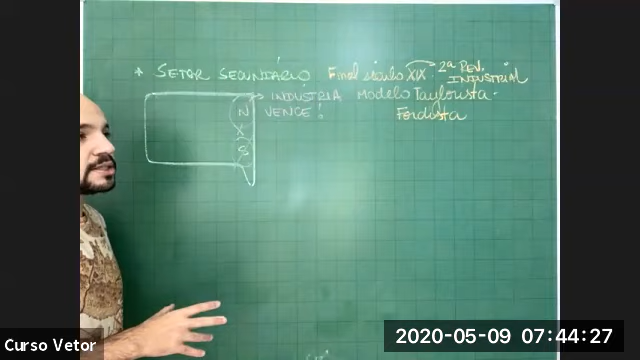 * SETOR SECUNDÁRIO Final século XIX: 2ª REV. INDUSTRIAL
N → INDÚSTRIA Modelo Taylorista-
X VENCE! Fordista
S
Curso Vetor
2020-05-09 07:44:27